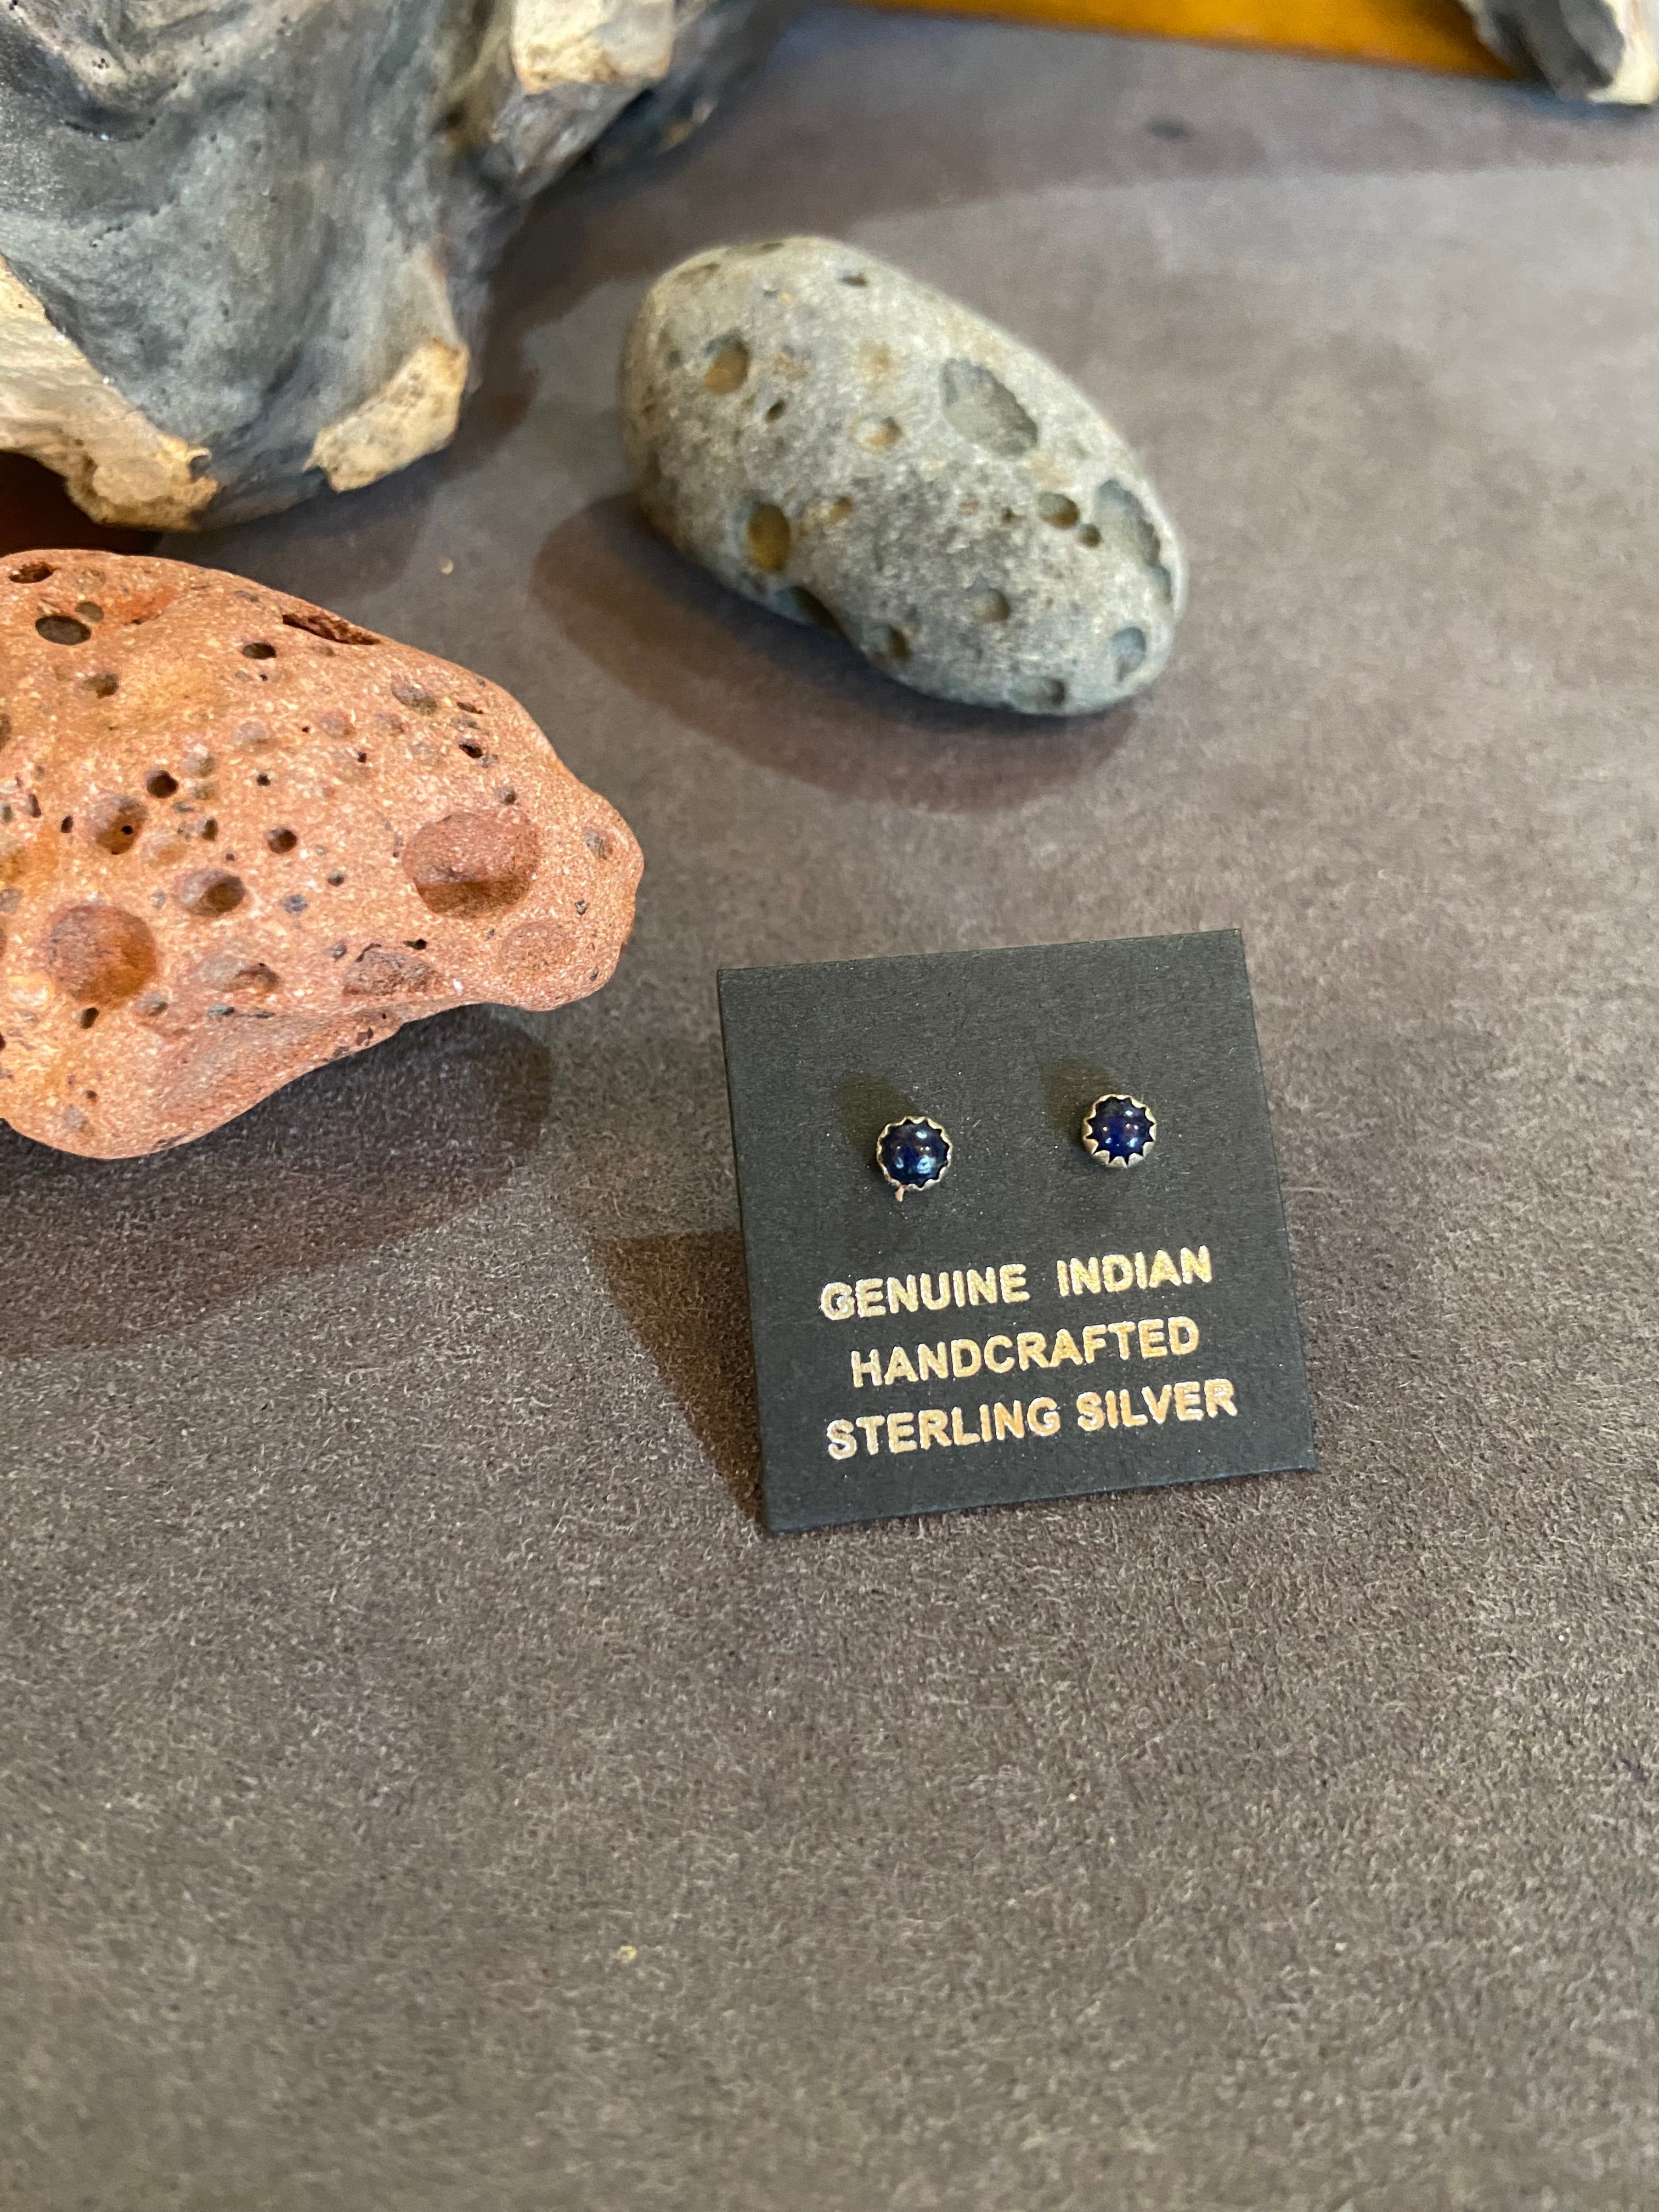 GENUINE INDIAN
HANDCRAFTED
STERLING SILVER